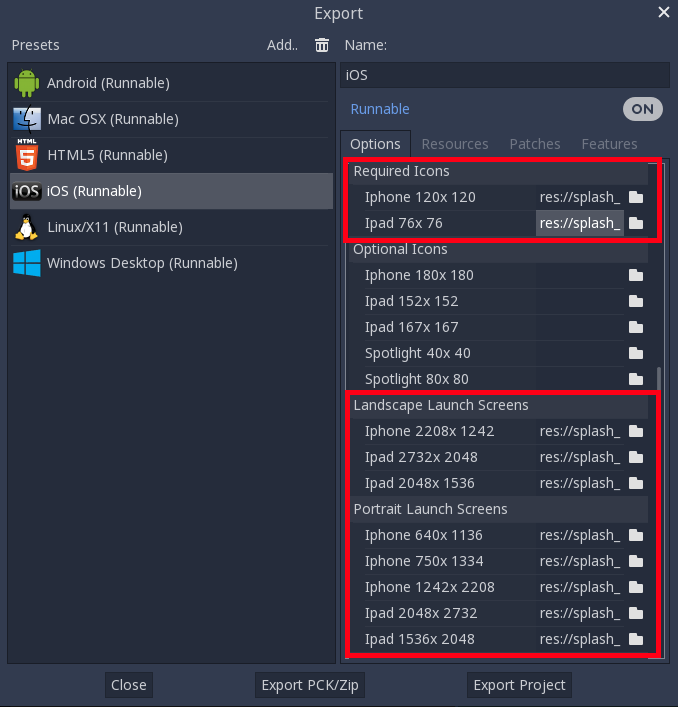 Export
Presets
Add..
Name:
Android (Runnable)
Mac OSX (Runnable)
HTML
HTML5 (Runnable)
iOS
iOS (Runnable)
Linux/X11 (Runnable)
Windows Desktop (Runnable)
iOS
Runnable
ON
Options Resources Patches Features
Required Icons
Iphone 120x 120 res://splash_
Ipad 76x 76 res://splash_
Optional Icons
Iphone 180x 180
Ipad 152x 152
Ipad 167x 167
Spotlight 40x 40
Spotlight 80x 80
Landscape Launch Screens
Iphone 2208x 1242 res://splash_
Ipad 2732x 2048 res://splash_
Ipad 2048x 1536 res://splash_
Portrait Launch Screens
Iphone 640x 1136 res://splash_
Iphone 750x 1334 res://splash_
Iphone 1242x 2208 res://splash_
Ipad 2048x 2732 res://splash_
Ipad 1536x 2048 res://splash_
Close
Export PCK/Zip
Export Project